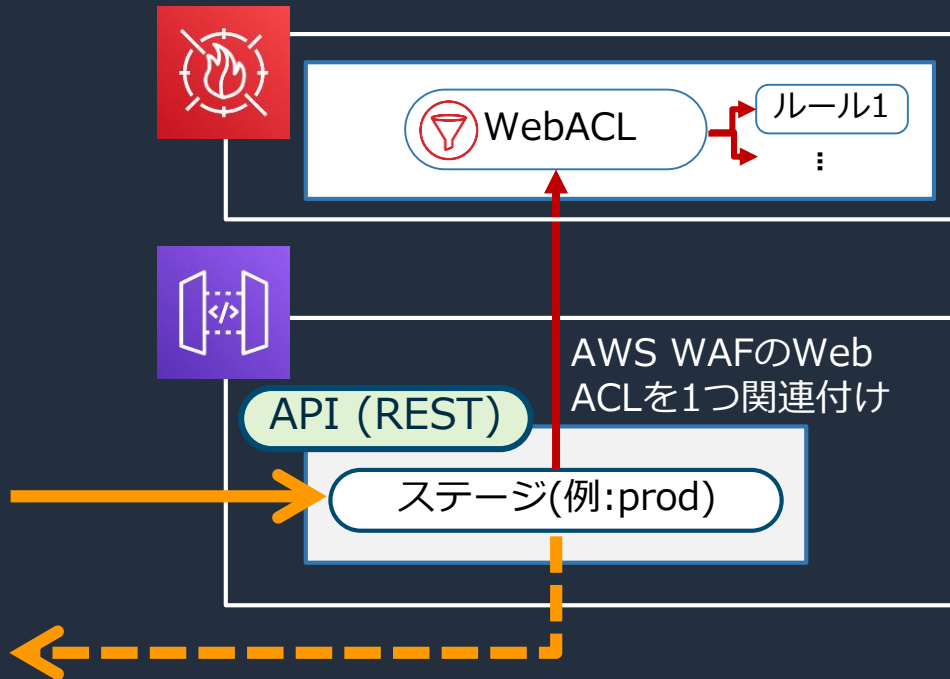 WebACL
ルール1
⋮
AWS WAFのWeb
ACLを1つ関連付け
API (REST)
ステージ(例:prod)
</>